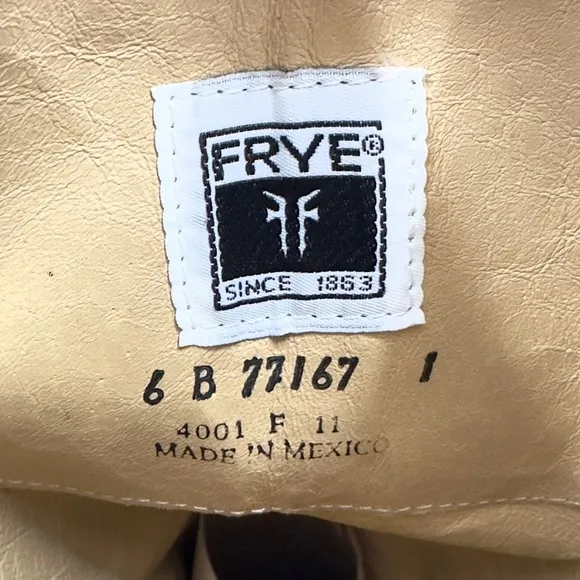 FRYE®
SINCE 1863
6 B 77167 1
4001 F 11
MADE IN MEXICO